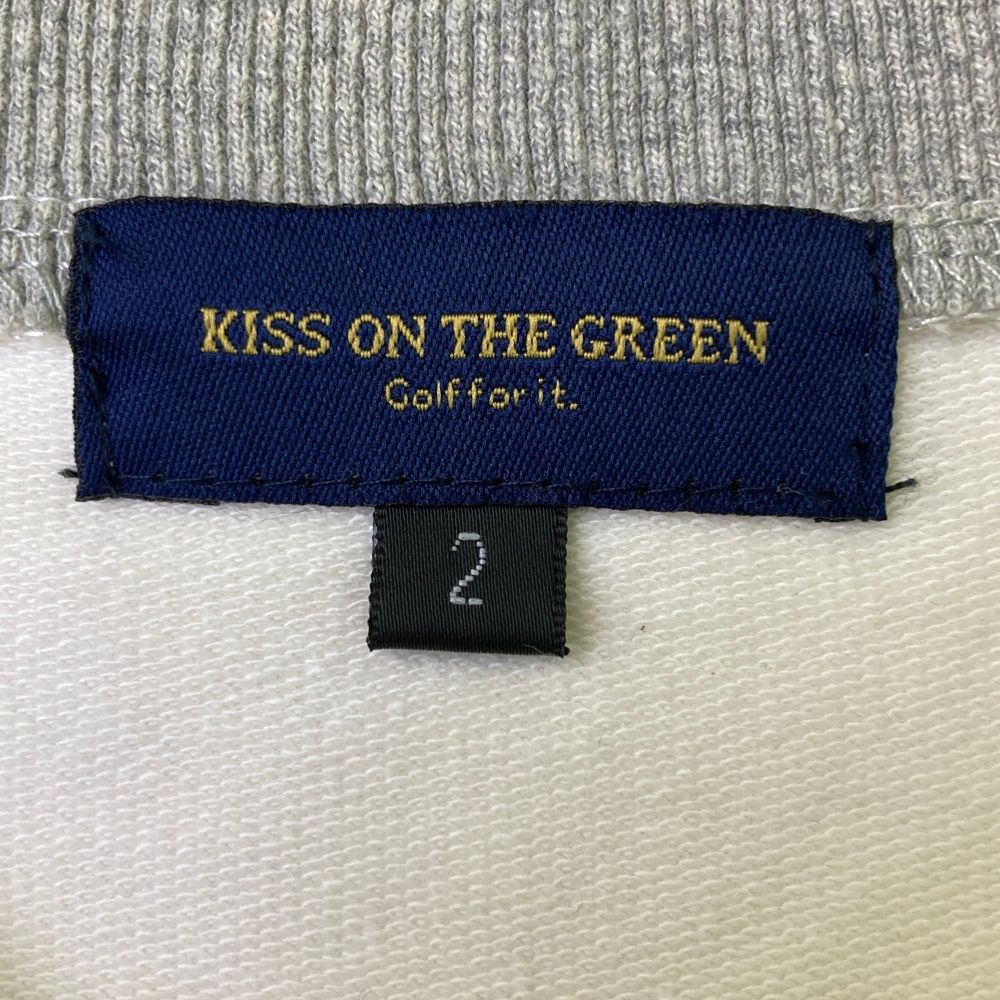 KISS ON THE GREEN
Golf for it.
2